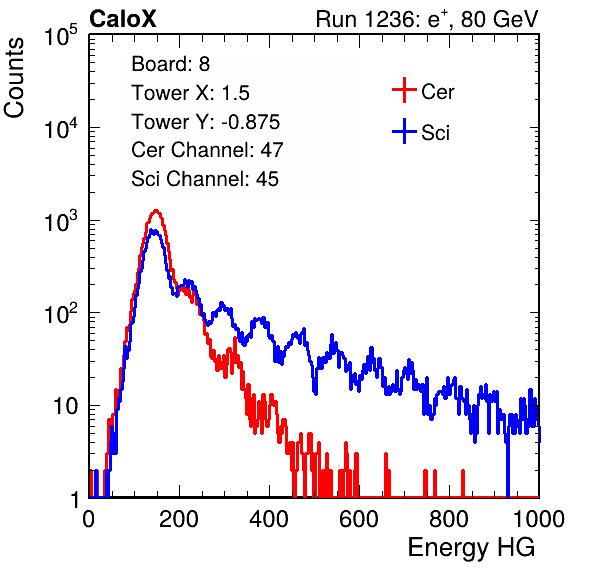 CaloX Run 1236: e⁺, 80 GeV
Counts
Board: 8
Tower X: 1.5
Tower Y: -0.875
Cer Channel: 47
Sci Channel: 45
Cer
Sci
10⁵
10⁴
10³
10²
10
1
0 200 400 600 800 1000
Energy HG